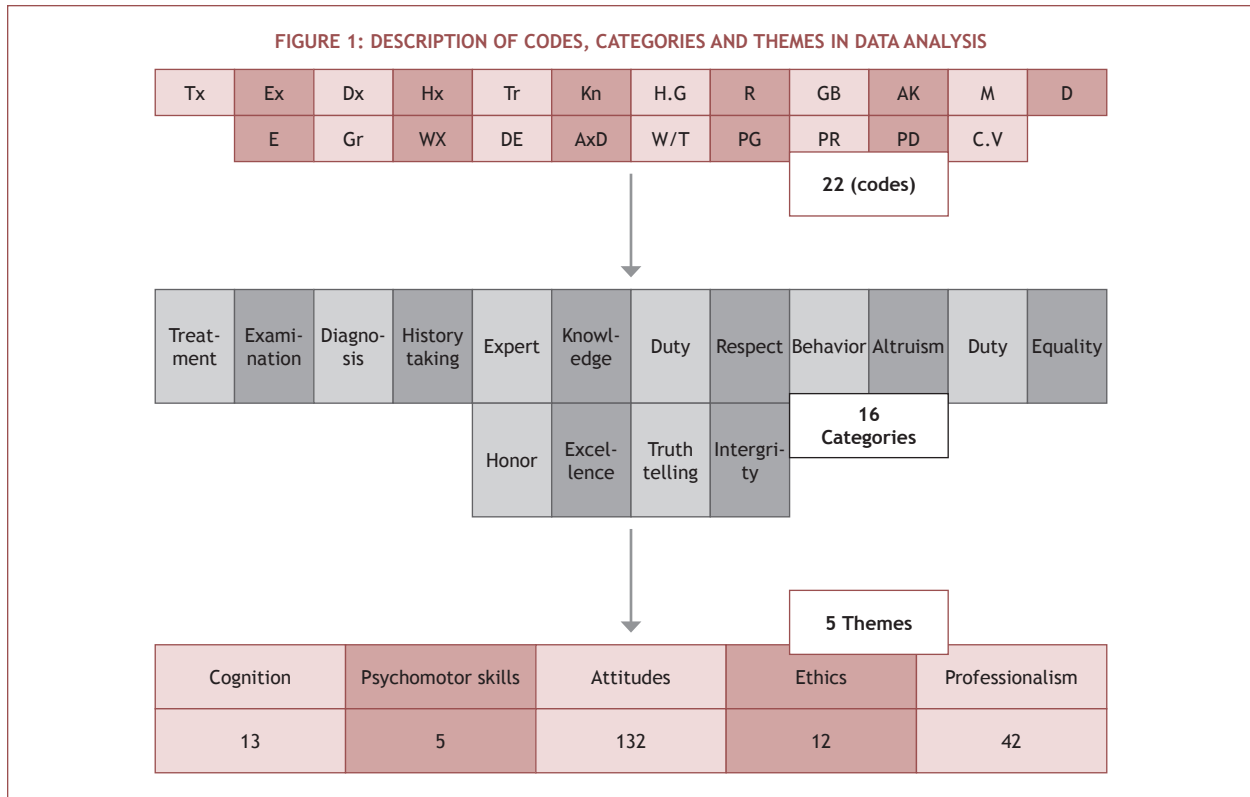 FIGURE 1: DESCRIPTION OF CODES, CATEGORIES AND THEMES IN DATA ANALYSIS
Tx Ex Dx Hx Tr Kn H.G R GB AK M D
E Gr WX DE AxD W/T PG PR PD C.V
22 (codes)
Treat-
ment
Exami-
nation
Diagno-
sis
History
taking
Expert
Knowl-
edge
Duty
Respect
Behavior
Altruism
Duty
Equality
Honor
Excel-
lence
Truth
telling
Intergri-
ty
16
Categories
5 Themes
Cognition Psychomotor skills Attitudes Ethics Professionalism
13 5 132 12 42